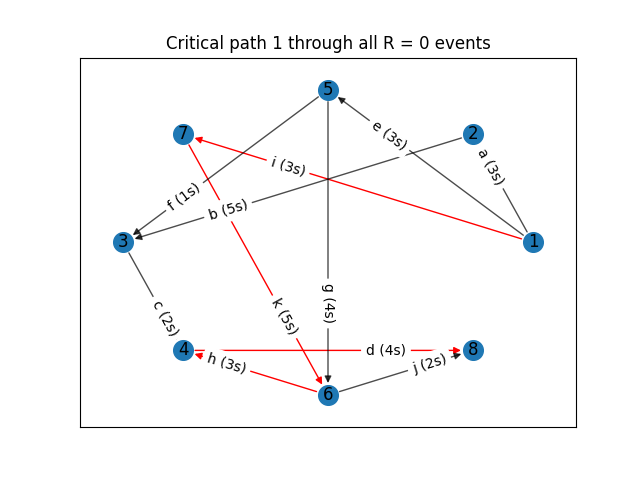 Critical path 1 through all R = 0 events
5
7
2
e (3s)
a (3s)
i (3s)
f (1s)
b (5s)
3
1
g (4s)
c (2s)
k (5s)
4
d (4s)
8
h (3s)
j (2s)
6